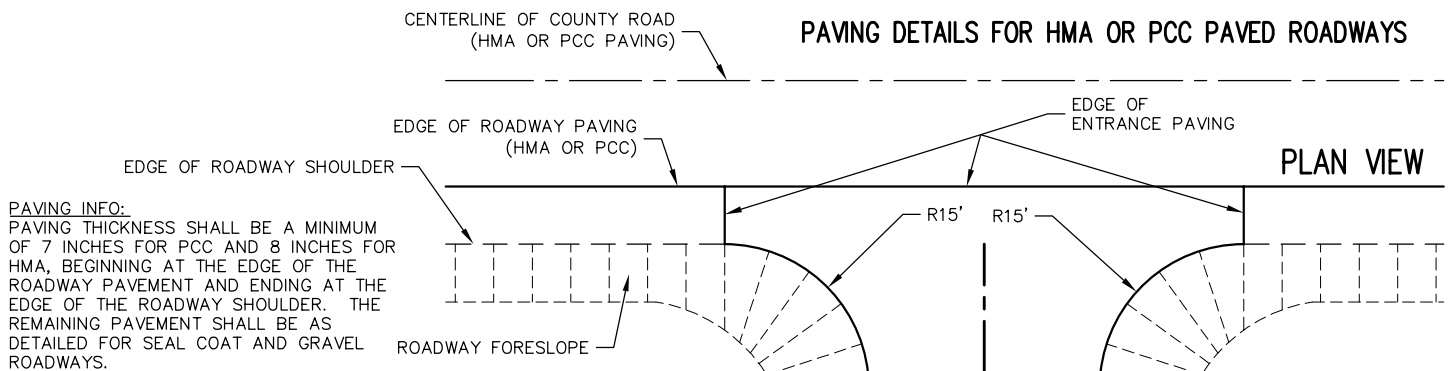 CENTERLINE OF COUNTY ROAD
(HMA OR PCC PAVING)
PAVING DETAILS FOR HMA OR PCC PAVED ROADWAYS
EDGE OF
ENTRANCE PAVING
EDGE OF ROADWAY PAVING
(HMA OR PCC)
PLAN VIEW
EDGE OF ROADWAY SHOULDER
PAVING INFO:
PAVING THICKNESS SHALL BE A MINIMUM
OF 7 INCHES FOR PCC AND 8 INCHES FOR
HMA, BEGINNING AT THE EDGE OF THE
ROADWAY PAVEMENT AND ENDING AT THE
EDGE OF THE ROADWAY SHOULDER. THE
REMAINING PAVEMENT SHALL BE AS
DETAILED FOR SEAL COAT AND GRAVEL
ROADWAYS.
R15'
R15'
ROADWAY FORESLOPE